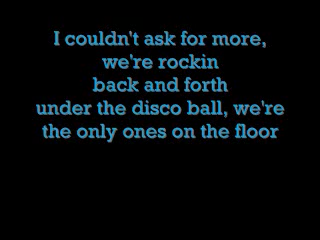 I couldn't ask for more,
we're rockin
back and forth
under the disco ball, we're
the only ones on the floor